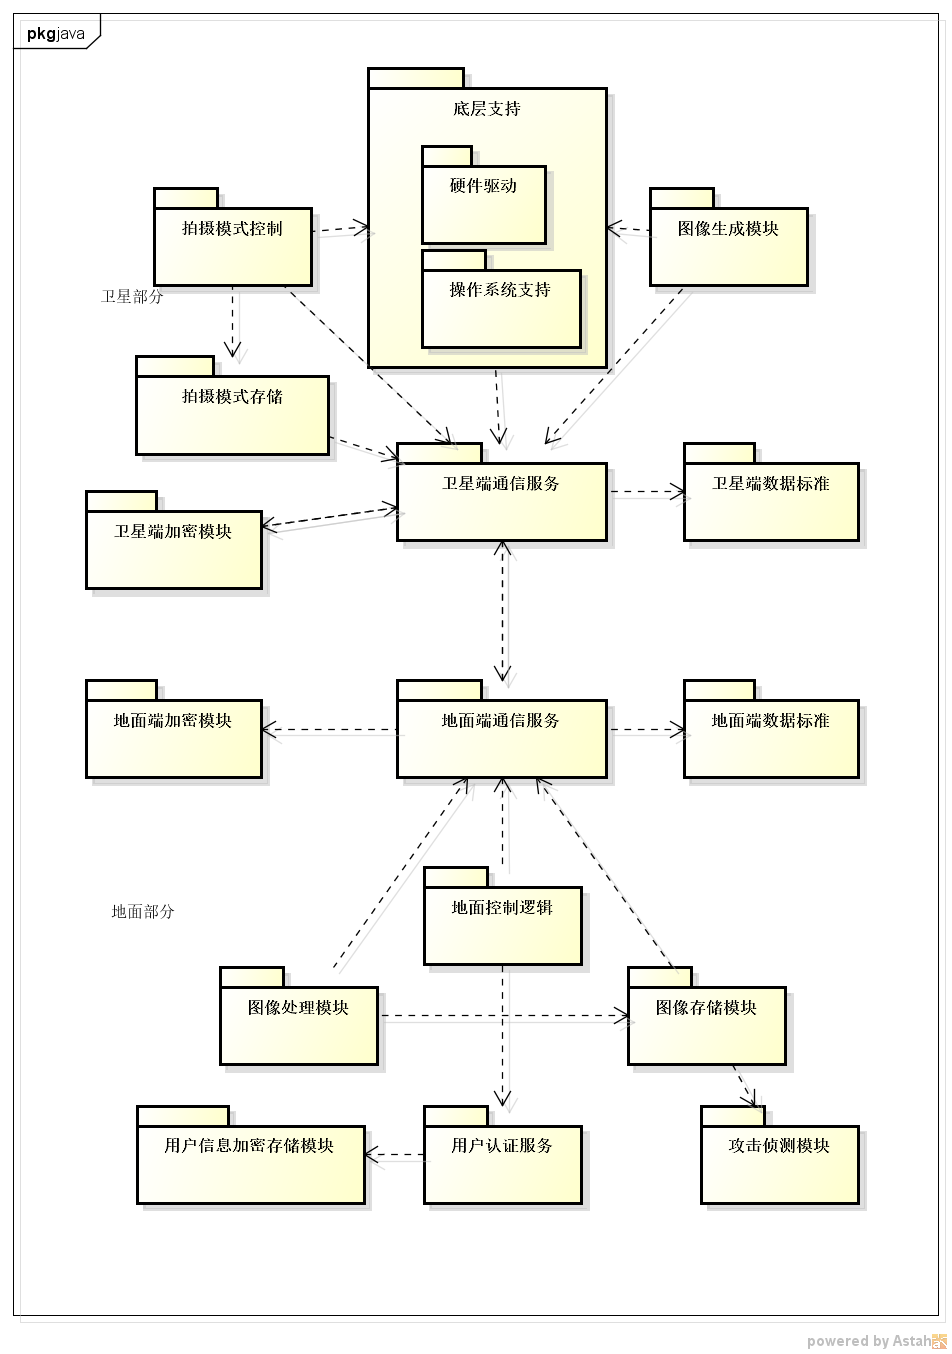 pkg java
底层支持
硬件驱动
拍摄模式控制
图像生成模块
操作系统支持
卫星部分
拍摄模式存储
卫星端通信服务
卫星端数据标准
卫星端加密模块
地面端加密模块
地面端通信服务
地面端数据标准
地面控制逻辑
地面部分
图像处理模块
图像存储模块
用户信息加密存储模块
用户认证服务
攻击侦测模块
powered by Astah